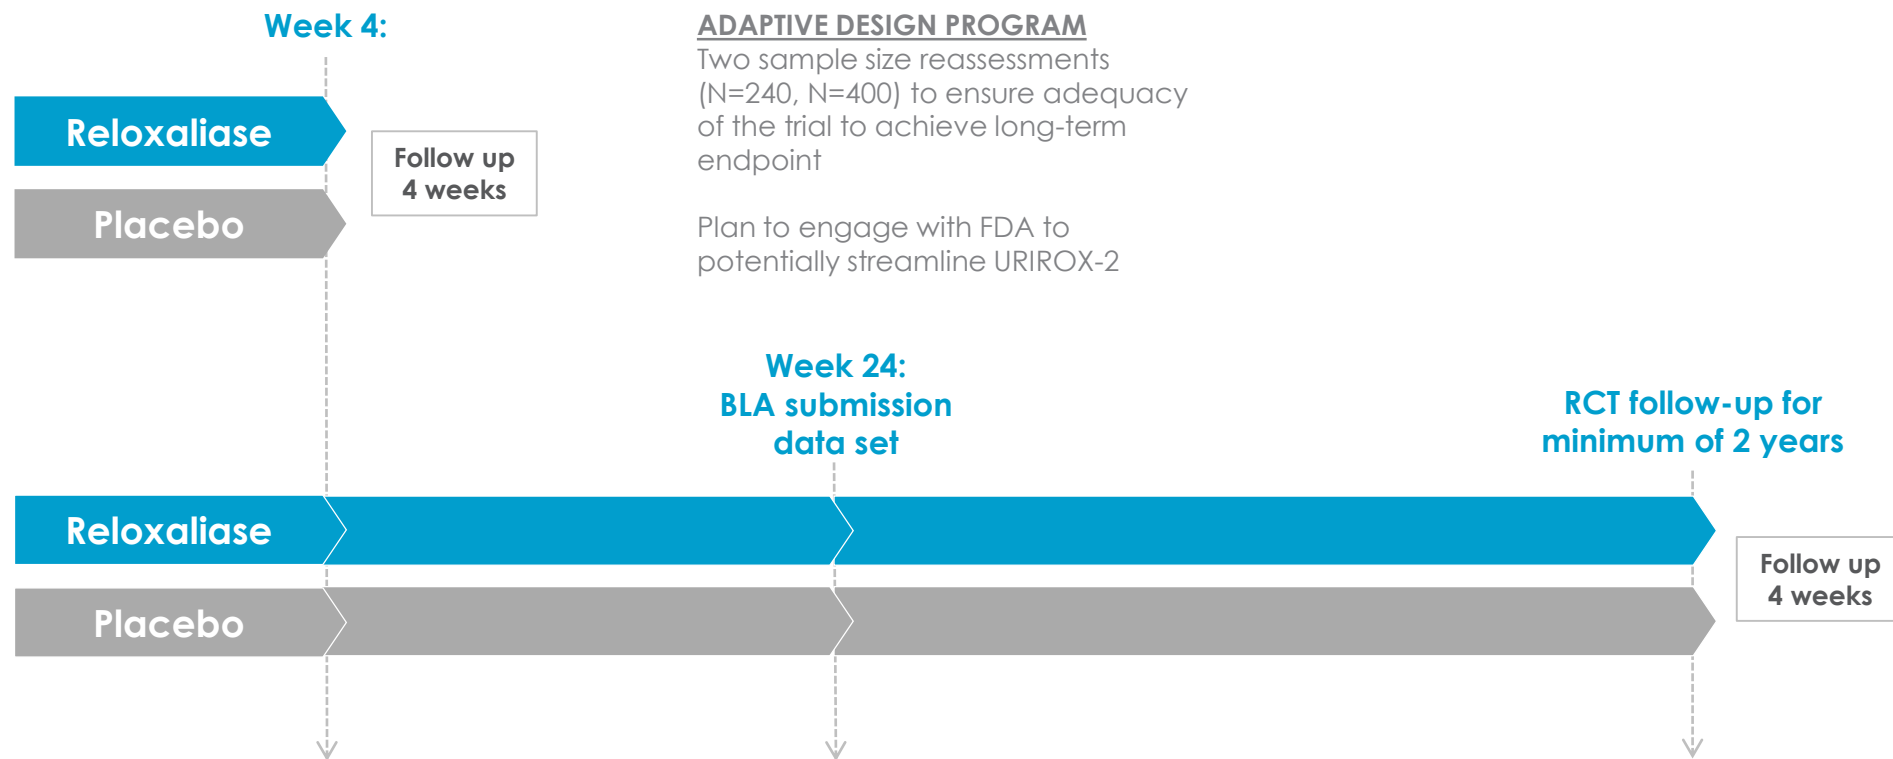 Week 4:
ADAPTIVE DESIGN PROGRAM
Two sample size reassessments
(N=240, N=400) to ensure adequacy
of the trial to achieve long-term
endpoint
Plan to engage with FDA to
potentially streamline URIROX-2
Reloxaliase
Placebo
Follow up
4 weeks
Week 24:
BLA submission
data set
RCT follow-up for
minimum of 2 years
Reloxaliase
Placebo
Follow up
4 weeks